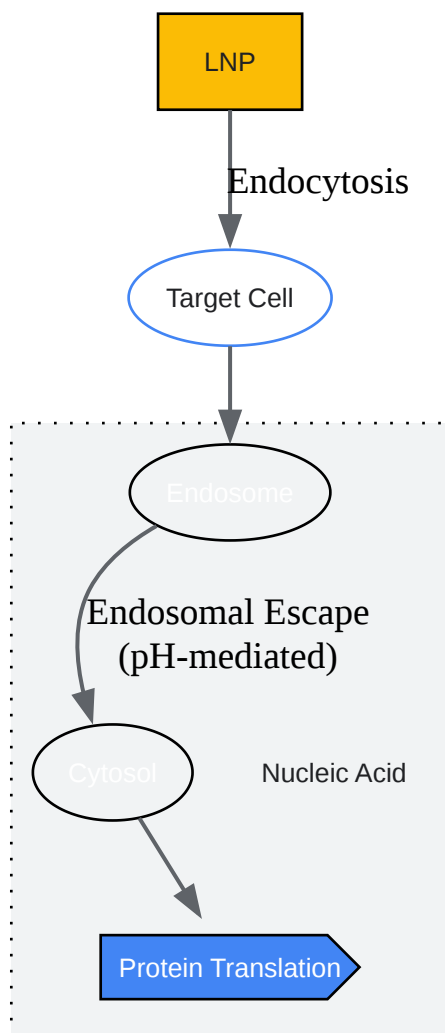 LNP
Endocytosis
Target Cell
Endosome
Endosomal Escape
(pH-mediated)
Cytosol
Nucleic Acid
Protein Translation